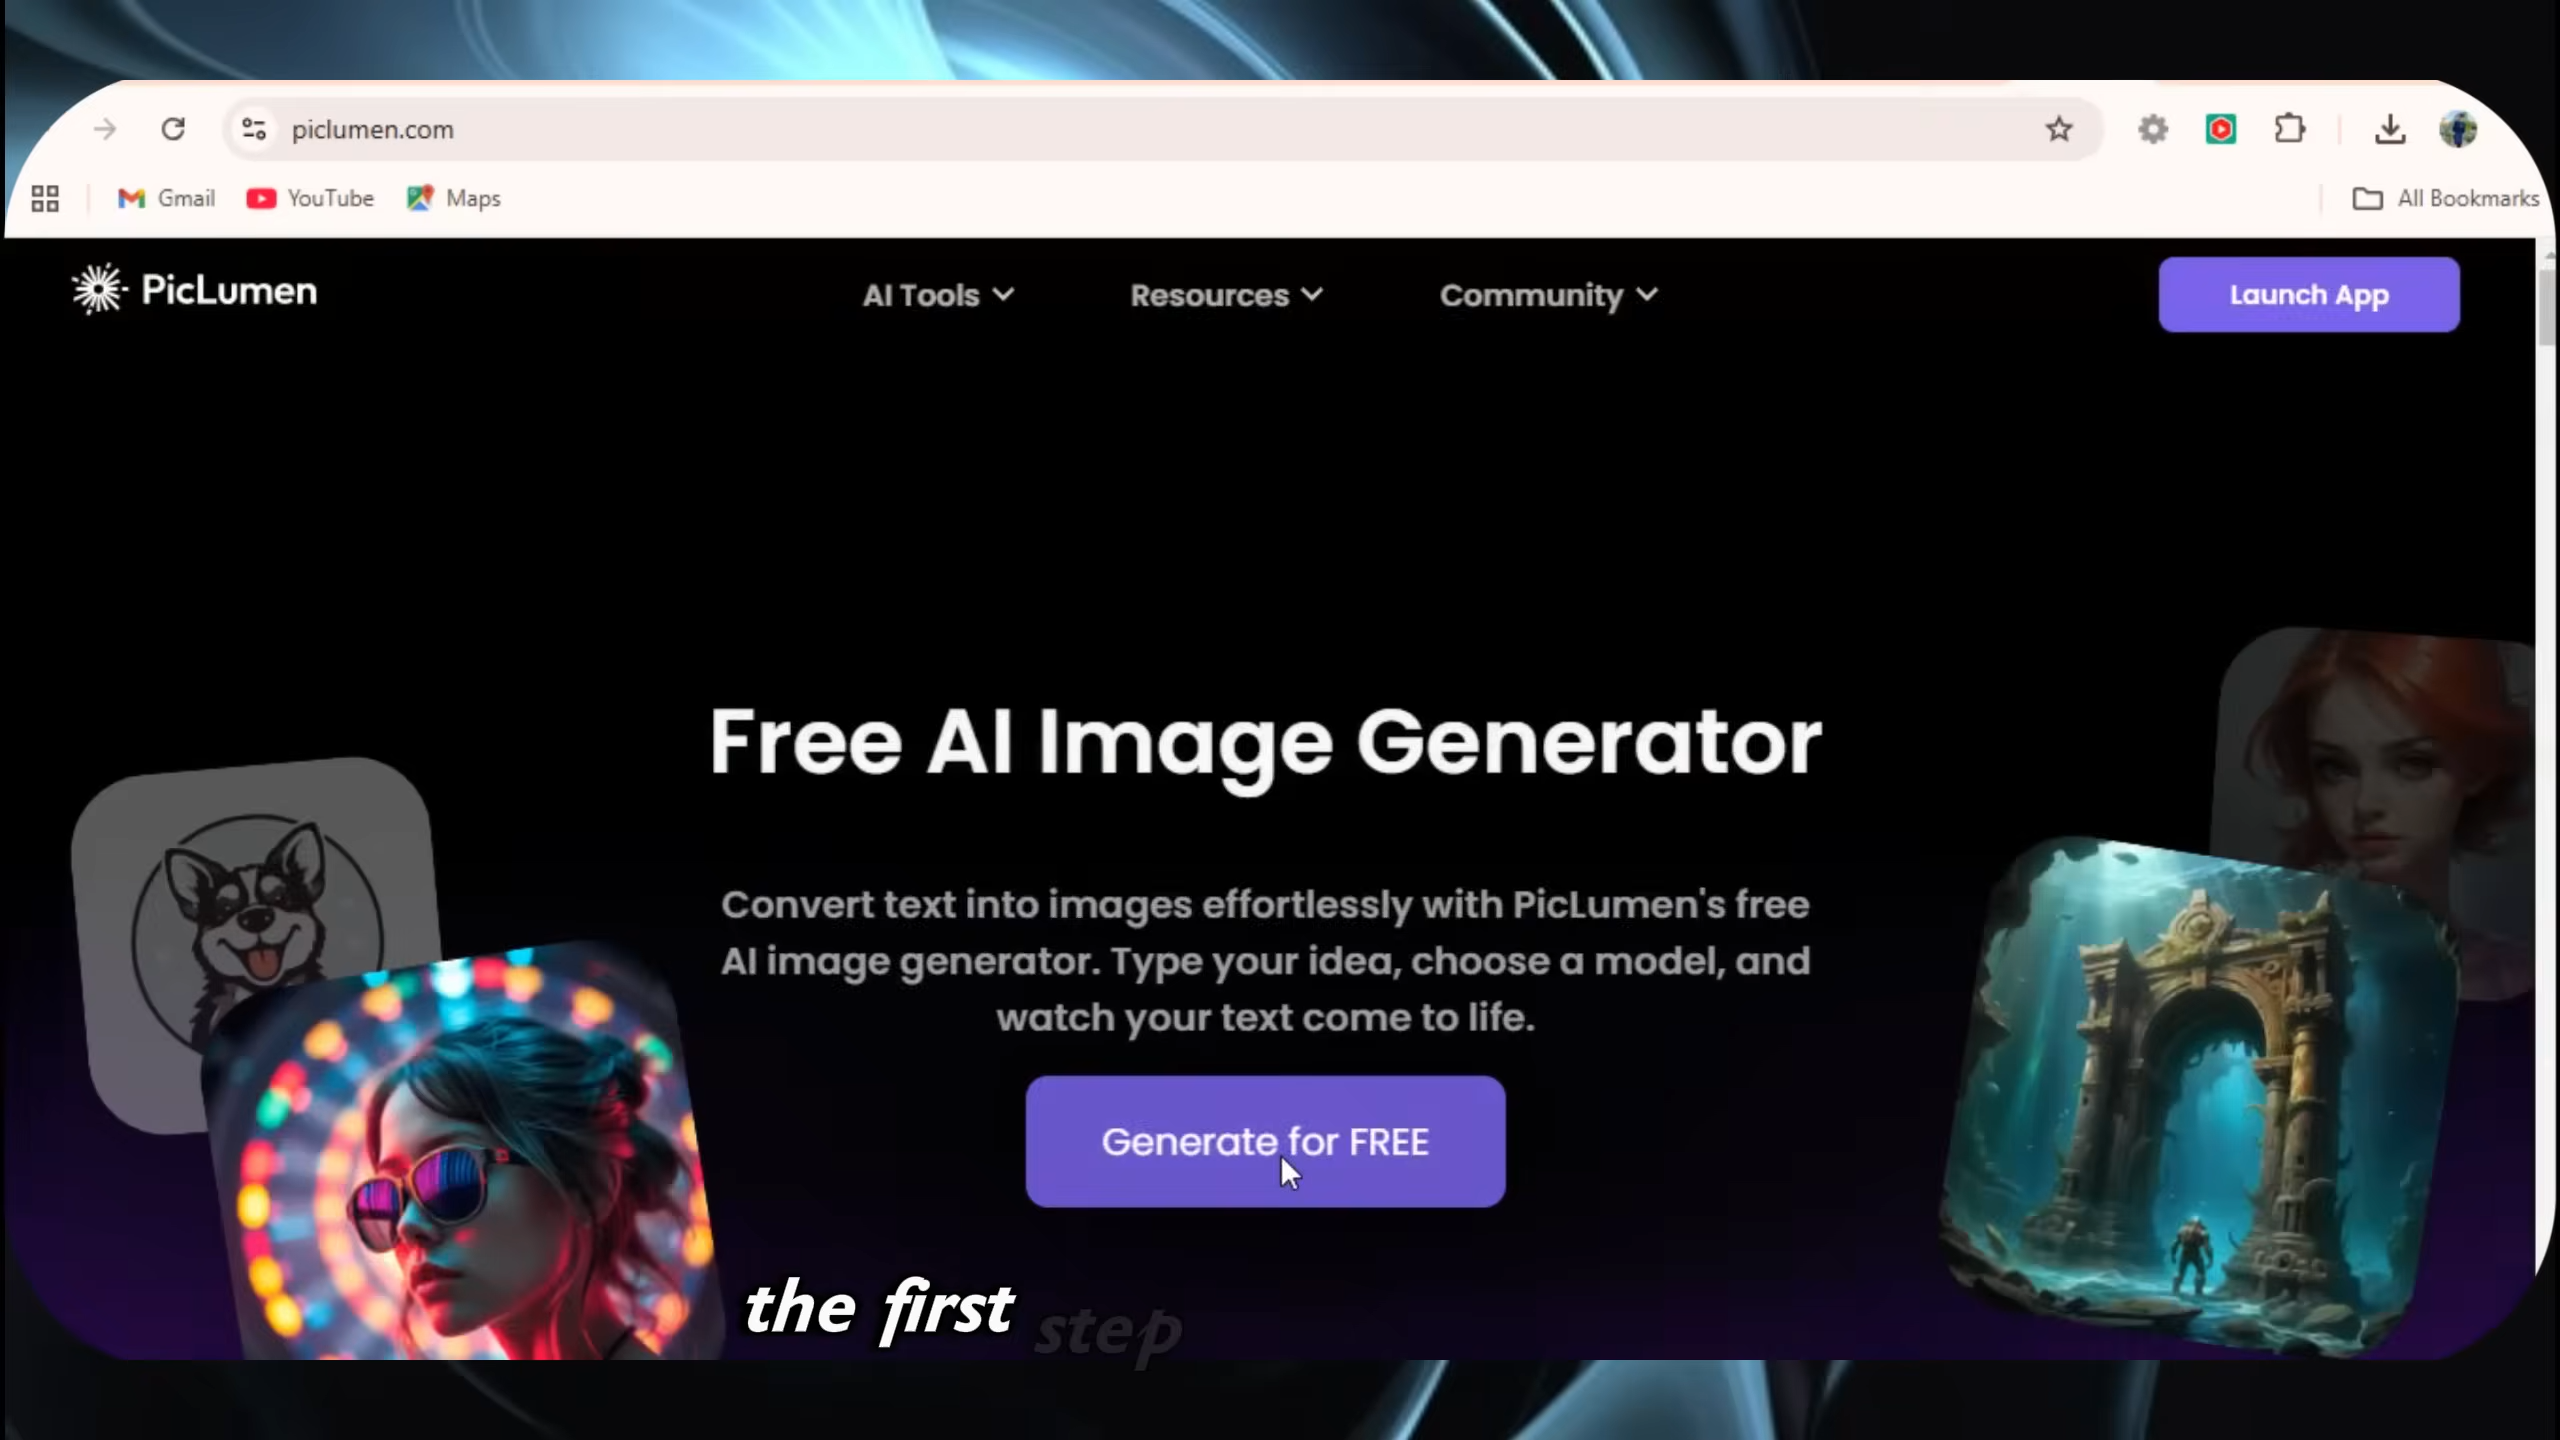 piclumen.com
Gmail
YouTube
Maps
All Bookmarks
PicLumen
AI Tools
Resources
Community
Launch App
Free AI Image Generator
Convert text into images effortlessly with PicLumen's free
AI image generator. Type your idea, choose a model, and
watch your text come to life.
Generate for FREE
the first step